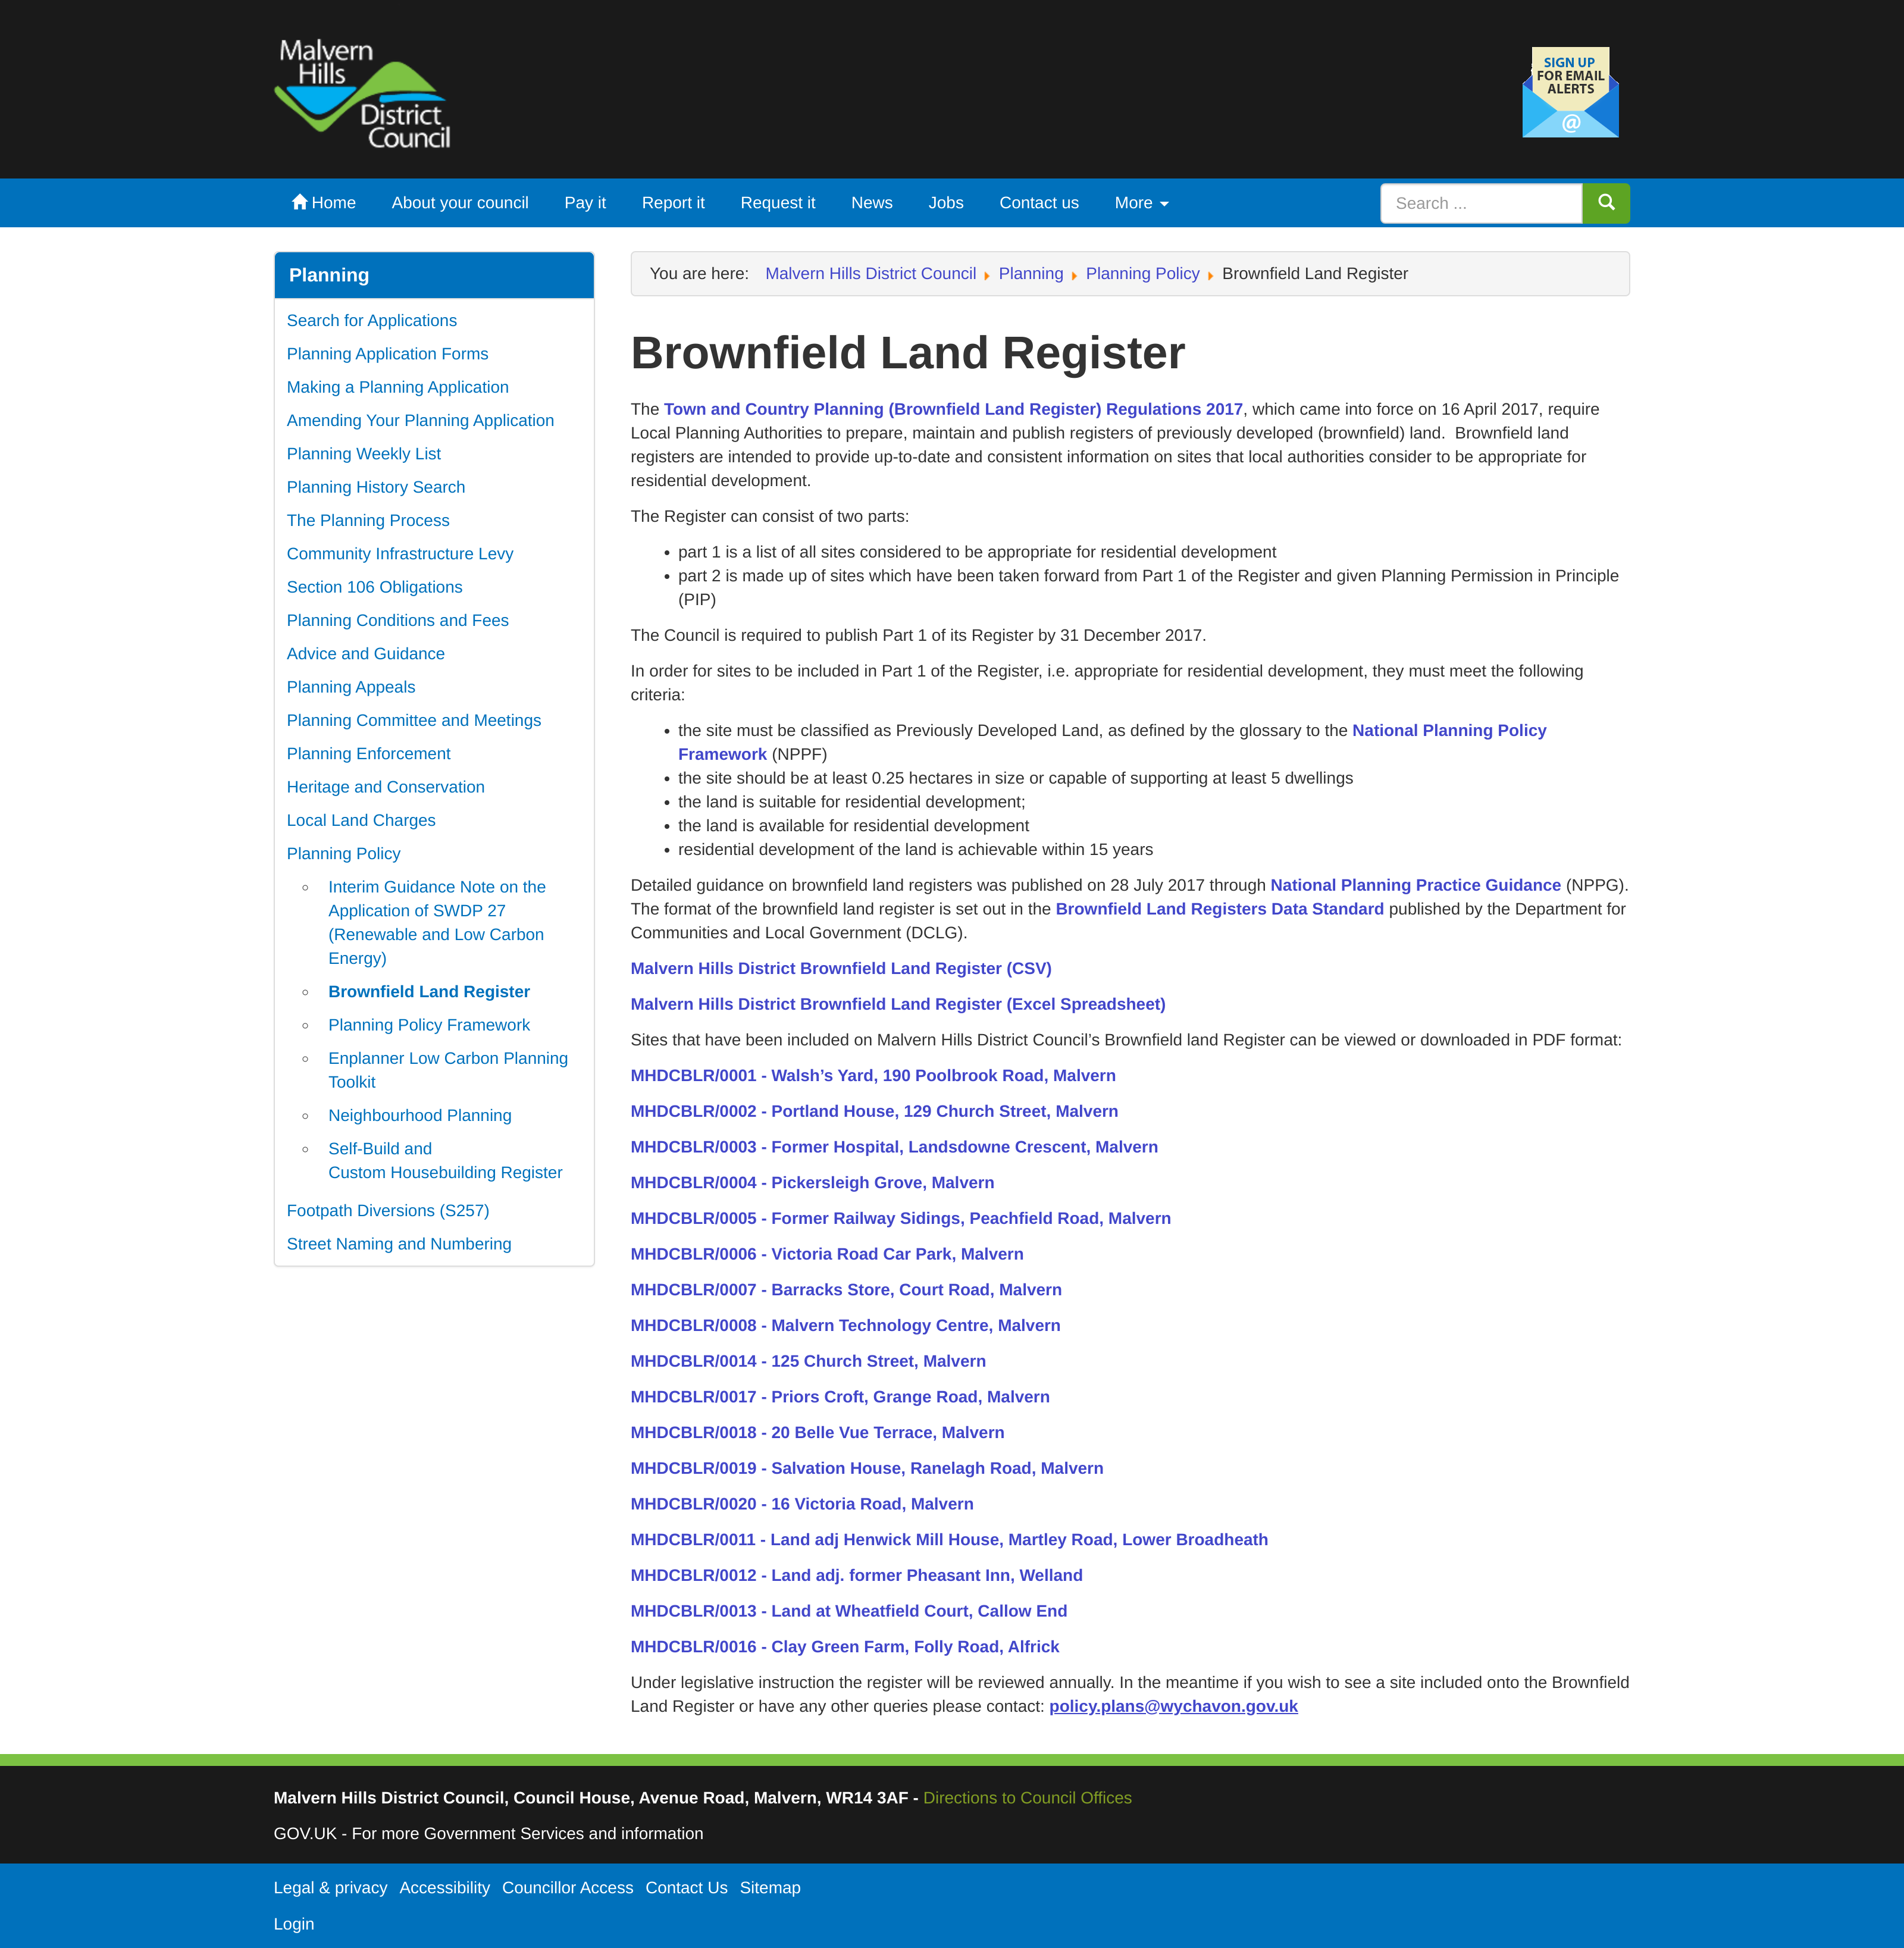 Malvern
Hills
District
Council
SIGN UP
FOR EMAIL
ALERTS
@
Home About your council Pay it Report it Request it News Jobs Contact us More Search ...
Planning
Search for Applications
Planning Application Forms
Making a Planning Application
Amending Your Planning Application
Planning Weekly List
Planning History Search
The Planning Process
Community Infrastructure Levy
Section 106 Obligations
Planning Conditions and Fees
Advice and Guidance
Planning Appeals
Planning Committee and Meetings
Planning Enforcement
Heritage and Conservation
Local Land Charges
Planning Policy
Interim Guidance Note on the
Application of SWDP 27
(Renewable and Low Carbon
Energy)
Brownfield Land Register
Planning Policy Framework
Enplanner Low Carbon Planning
Toolkit
Neighbourhood Planning
Self-Build and
Custom Housebuilding Register
Footpath Diversions (S257)
Street Naming and Numbering
You are here: Malvern Hills District Council Planning Planning Policy Brownfield Land Register
Brownfield Land Register
The Town and Country Planning (Brownfield Land Register) Regulations 2017, which came into force on 16 April 2017, require
Local Planning Authorities to prepare, maintain and publish registers of previously developed (brownfield) land. Brownfield land
registers are intended to provide up-to-date and consistent information on sites that local authorities consider to be appropriate for
residential development.
The Register can consist of two parts:
• part 1 is a list of all sites considered to be appropriate for residential development
• part 2 is made up of sites which have been taken forward from Part 1 of the Register and given Planning Permission in Principle
(PIP)
The Council is required to publish Part 1 of its Register by 31 December 2017.
In order for sites to be included in Part 1 of the Register, i.e. appropriate for residential development, they must meet the following
criteria:
• the site must be classified as Previously Developed Land, as defined by the glossary to the National Planning Policy
Framework (NPPF)
• the site should be at least 0.25 hectares in size or capable of supporting at least 5 dwellings
• the land is suitable for residential development;
• the land is available for residential development
• residential development of the land is achievable within 15 years
Detailed guidance on brownfield land registers was published on 28 July 2017 through National Planning Practice Guidance (NPPG).
The format of the brownfield land register is set out in the Brownfield Land Registers Data Standard published by the Department for
Communities and Local Government (DCLG).
Malvern Hills District Brownfield Land Register (CSV)
Malvern Hills District Brownfield Land Register (Excel Spreadsheet)
Sites that have been included on Malvern Hills District Council’s Brownfield land Register can be viewed or downloaded in PDF format:
MHDCBLR/0001 - Walsh’s Yard, 190 Poolbrook Road, Malvern
MHDCBLR/0002 - Portland House, 129 Church Street, Malvern
MHDCBLR/0003 - Former Hospital, Landsdowne Crescent, Malvern
MHDCBLR/0004 - Pickersleigh Grove, Malvern
MHDCBLR/0005 - Former Railway Sidings, Peachfield Road, Malvern
MHDCBLR/0006 - Victoria Road Car Park, Malvern
MHDCBLR/0007 - Barracks Store, Court Road, Malvern
MHDCBLR/0008 - Malvern Technology Centre, Malvern
MHDCBLR/0014 - 125 Church Street, Malvern
MHDCBLR/0017 - Priors Croft, Grange Road, Malvern
MHDCBLR/0018 - 20 Belle Vue Terrace, Malvern
MHDCBLR/0019 - Salvation House, Ranelagh Road, Malvern
MHDCBLR/0020 - 16 Victoria Road, Malvern
MHDCBLR/0011 - Land adj Henwick Mill House, Martley Road, Lower Broadheath
MHDCBLR/0012 - Land adj. former Pheasant Inn, Welland
MHDCBLR/0013 - Land at Wheatfield Court, Callow End
MHDCBLR/0016 - Clay Green Farm, Folly Road, Alfrick
Under legislative instruction the register will be reviewed annually. In the meantime if you wish to see a site included onto the Brownfield
Land Register or have any other queries please contact: policy.plans@wychavon.gov.uk
Malvern Hills District Council, Council House, Avenue Road, Malvern, WR14 3AF - Directions to Council Offices
GOV.UK - For more Government Services and information
Legal & privacy Accessibility Councillor Access Contact Us Sitemap
Login